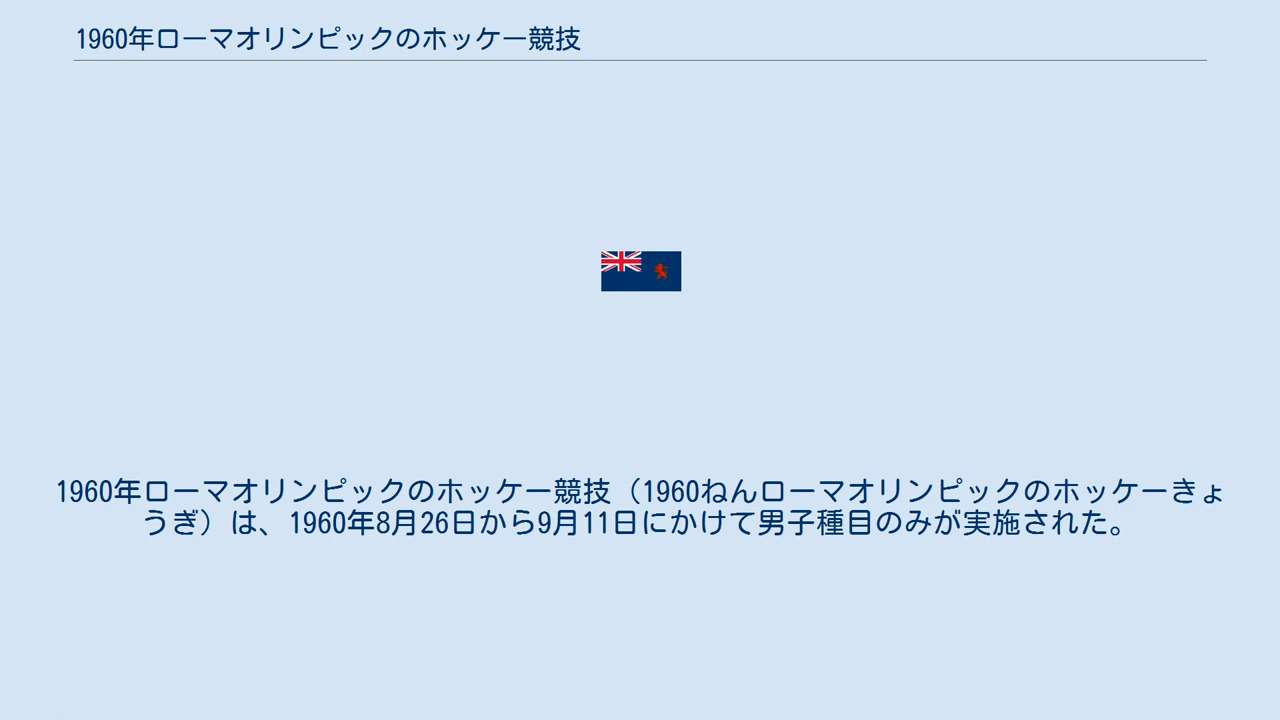 1960年ローマオリンピックのホッケー競技
1960年ローマオリンピックのホッケー競技（1960ねんローマオリンピックのホッケーきょ
うぎ）は、1960年8月26日から9月11日にかけて男子種目のみが実施された。